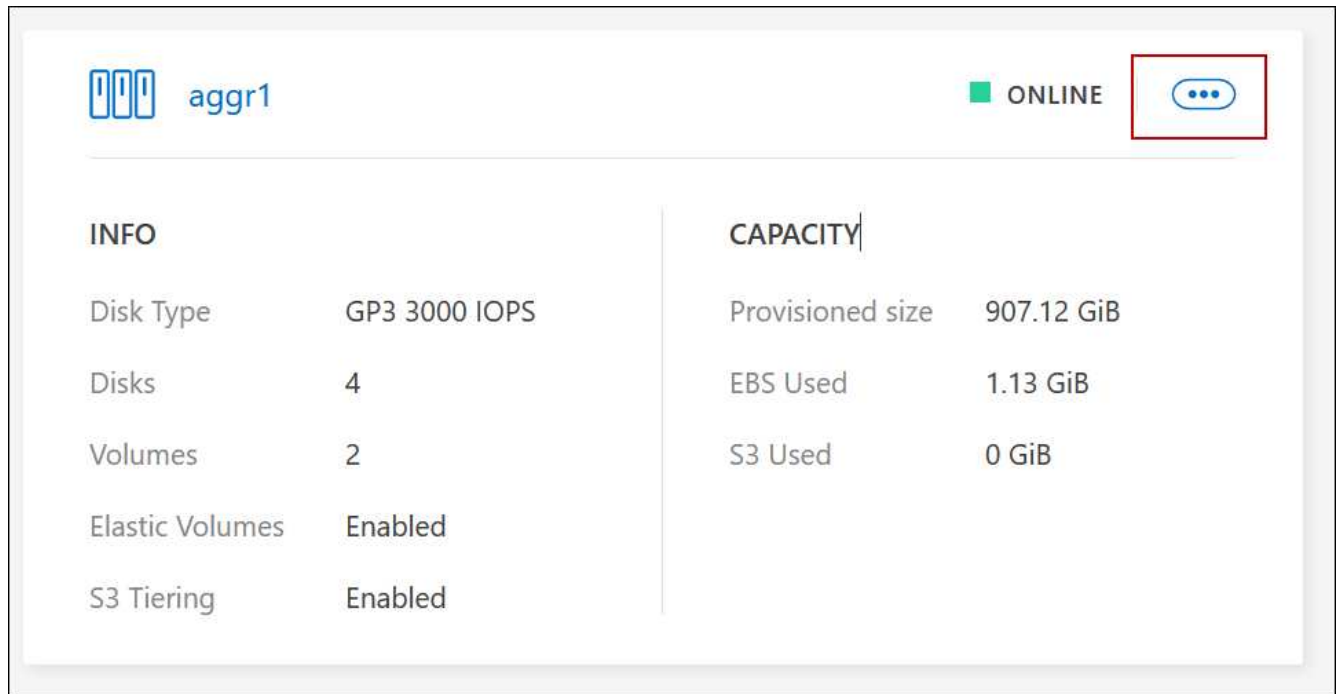 aggr1
ONLINE
INFO
Disk Type GP3 3000 IOPS
Disks 4
Volumes 2
Elastic Volumes Enabled
S3 Tiering Enabled
CAPACITY
Provisioned size 907.12 GiB
EBS Used 1.13 GiB
S3 Used 0 GiB